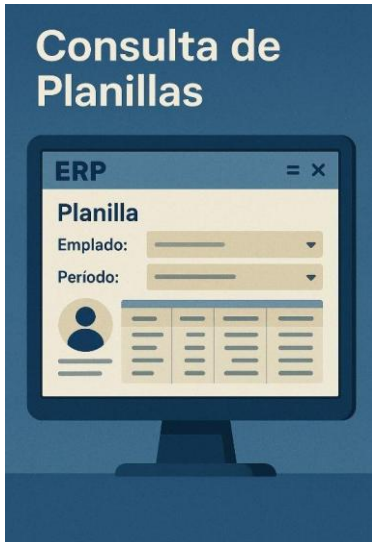 Consulta de
Planillas
ERP
Planilla
Emplado:
Período: